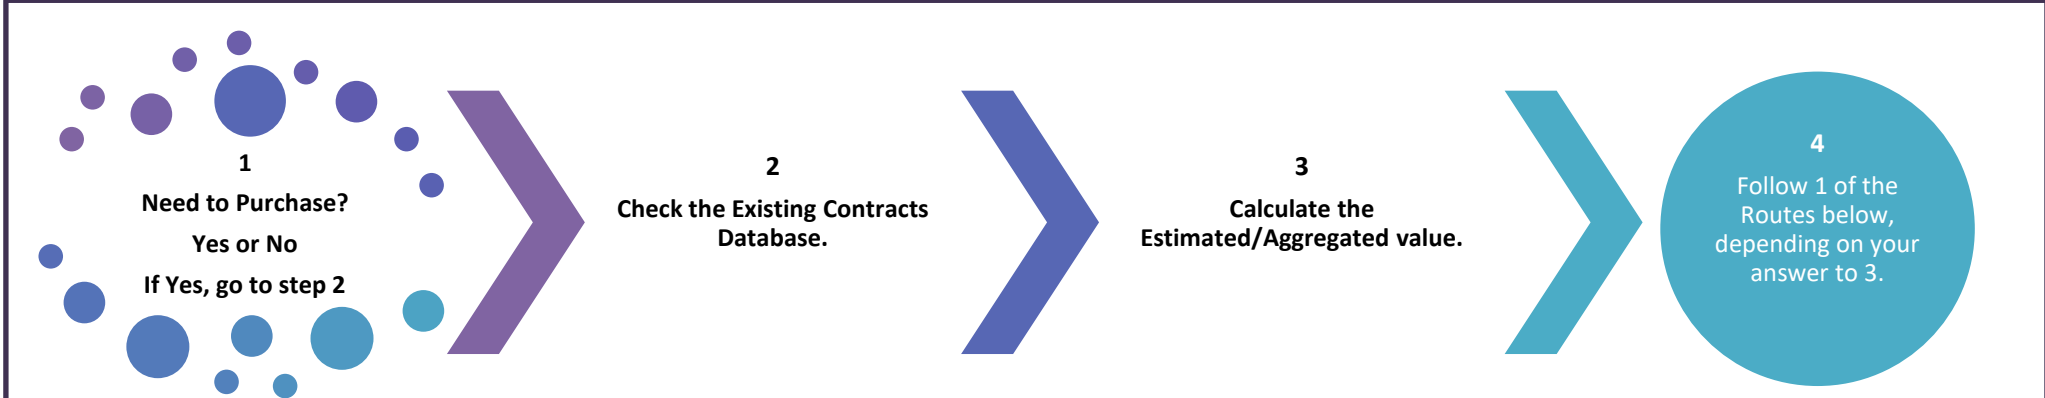 1
Need to Purchase?
Yes or No
If Yes, go to step 2
2
Check the Existing Contracts
Database.
3
Calculate the
Estimated/Aggregated value.
4
Follow 1 of the
Routes below,
depending on your
answer to 3.